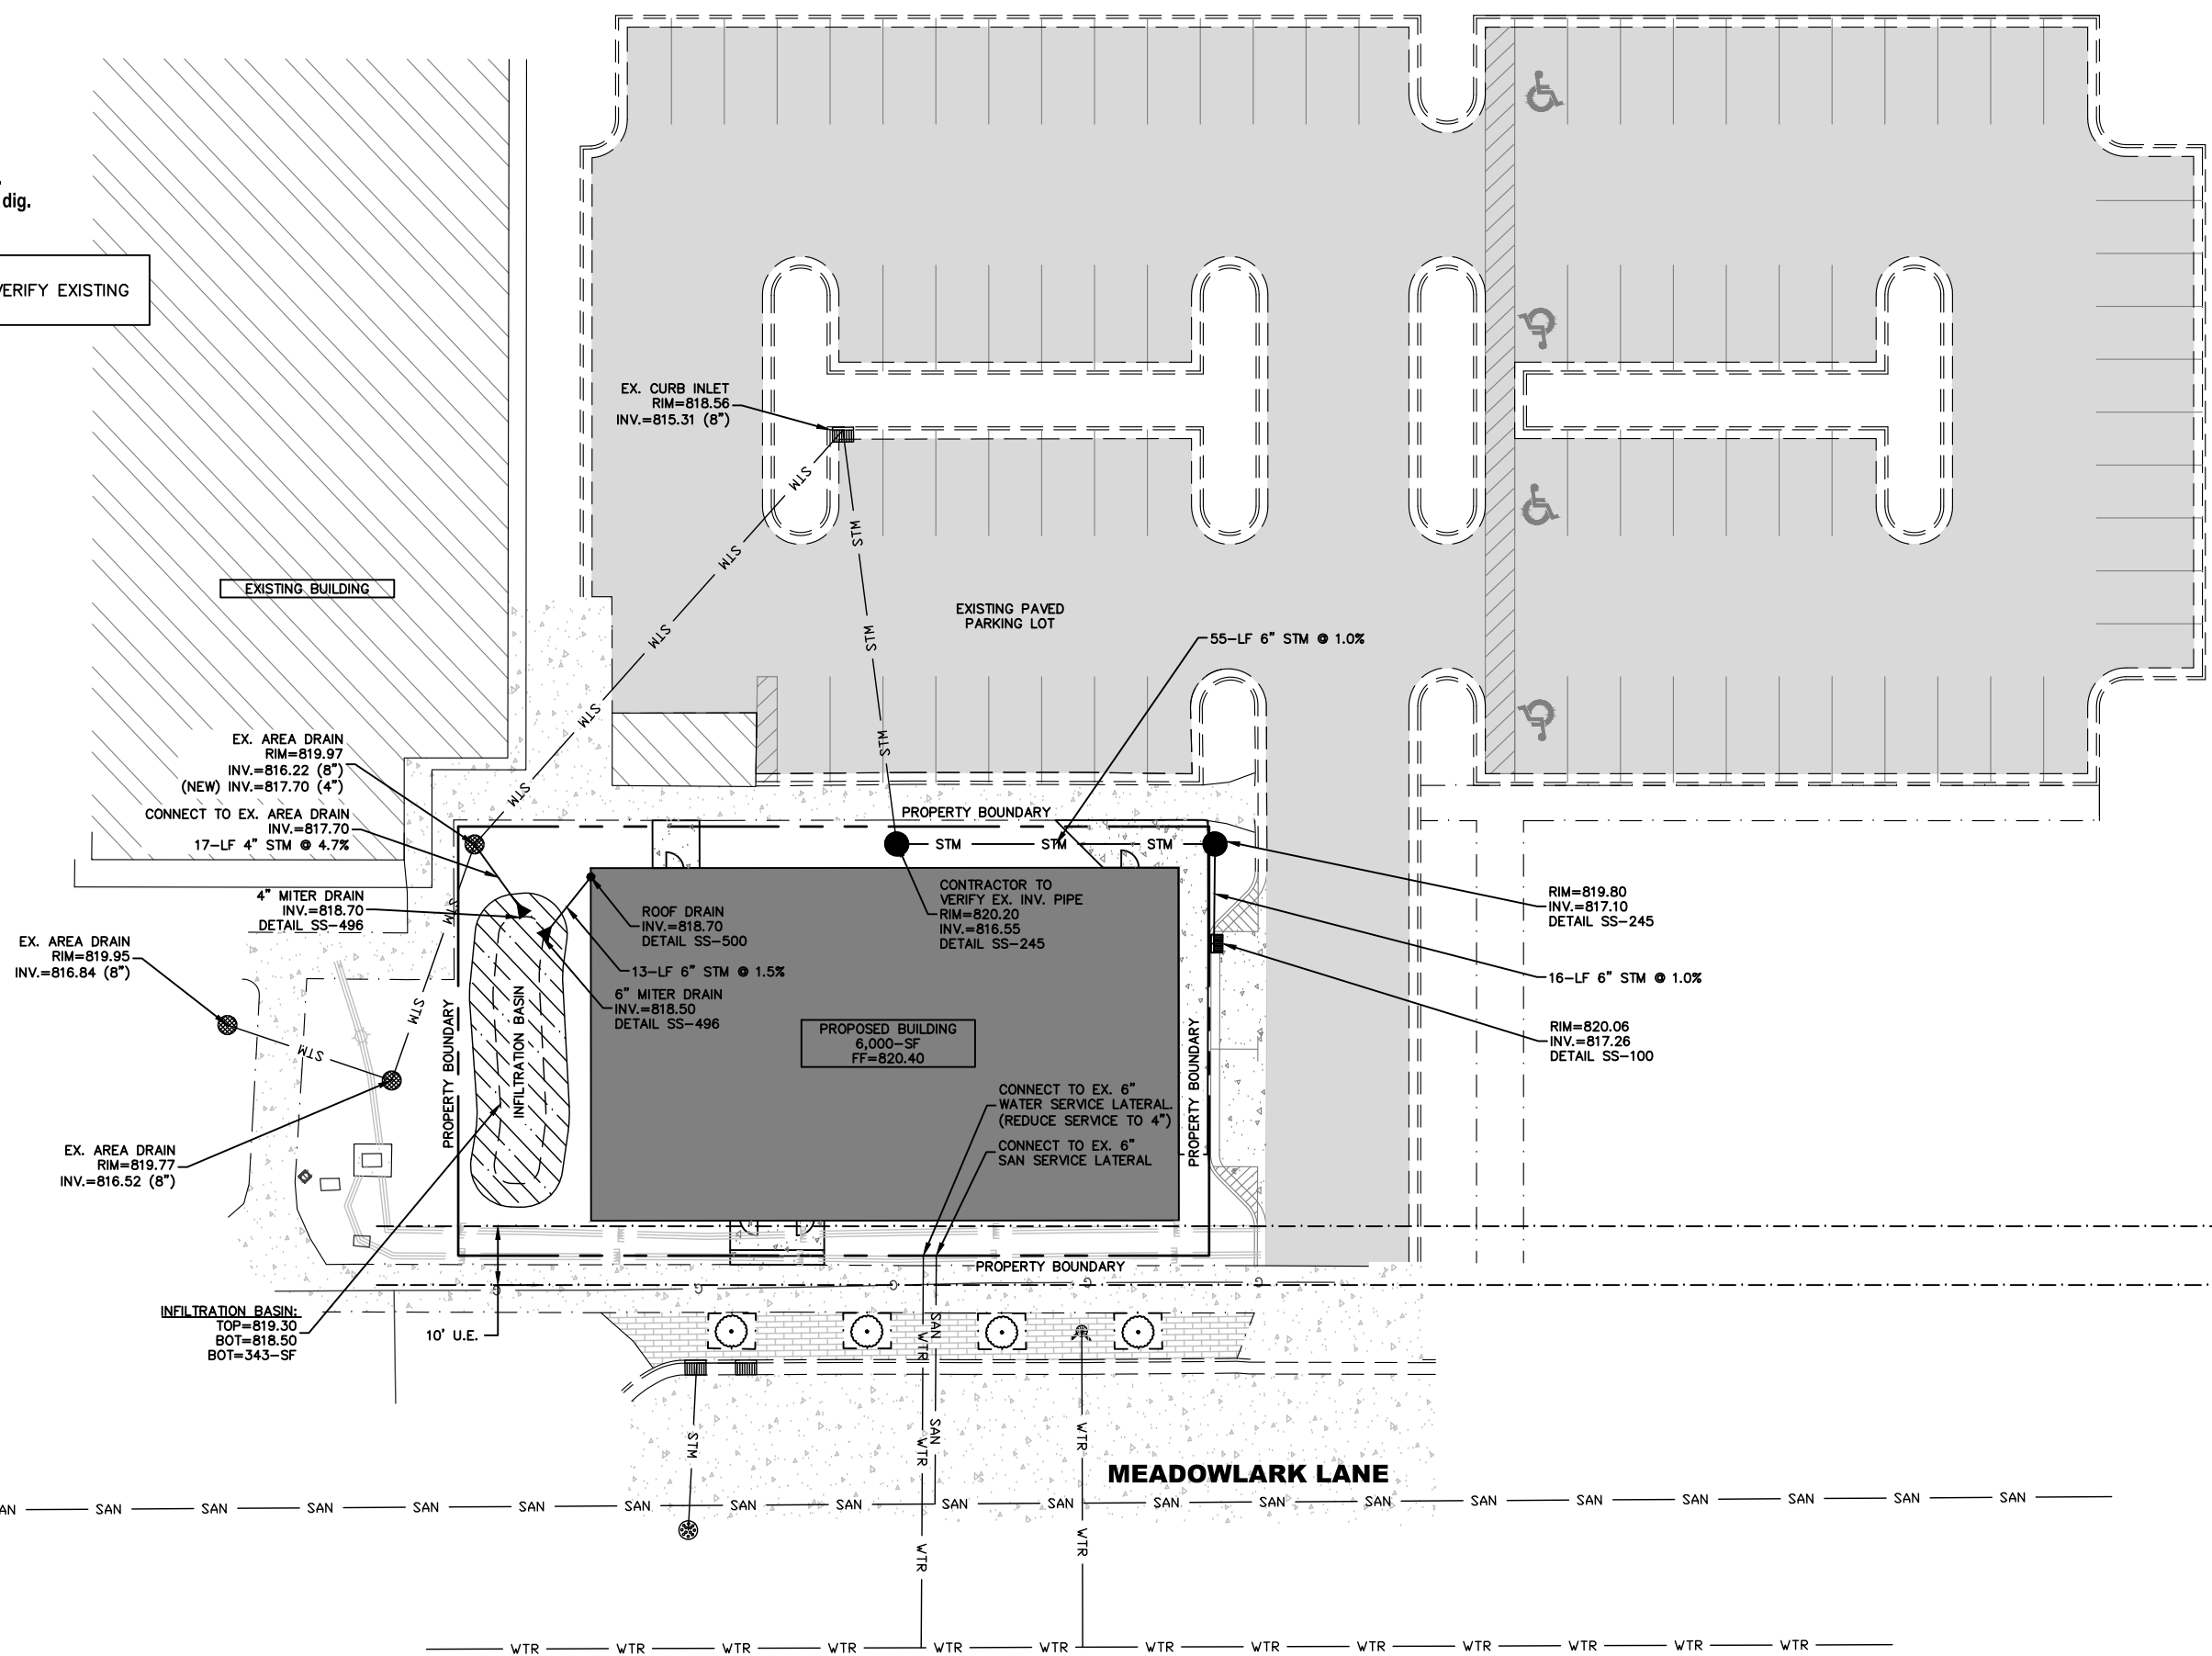 dig.
VERIFY EXISTING
EX. CURB INLET
RIM=818.56
INV.=815.31 (8")
STM
STM
STM
STM
STM
STM
STM
STM
STM
EXISTING BUILDING
EXISTING PAVED
PARKING LOT
55-LF 6" STM @ 1.0%
EX. AREA DRAIN
RIM=819.97
INV.=816.22 (8")
(NEW) INV.=817.70 (4")
CONNECT TO EX. AREA DRAIN
INV.=817.70
17-LF 4" STM @ 4.7%
4" MITER DRAIN
INV.=818.70
DETAIL SS-496
PROPERTY BOUNDARY
STM
STM
STM
STM
STM
STM
EX. AREA DRAIN
RIM=819.95
INV.=816.84 (8")
ROOF DRAIN
INV.=818.70
DETAIL SS-500
CONTRACTOR TO
VERIFY EX. INV. PIPE
RIM=820.20
INV.=816.55
DETAIL SS-245
RIM=819.80
INV.=817.10
DETAIL SS-245
13-LF 6" STM @ 1.5%
6" MITER DRAIN
INV.=818.50
DETAIL SS-496
16-LF 6" STM @ 1.0%
RIM=820.06
INV.=817.26
DETAIL SS-100
PROPERTY BOUNDARY
INFILTRATION BASIN
PROPOSED BUILDING
6,000-SF
FF=820.40
PROPERTY BOUNDARY
CONNECT TO EX. 6"
WATER SERVICE LATERAL.
(REDUCE SERVICE TO 4")
CONNECT TO EX. 6"
SAN SERVICE LATERAL
EX. AREA DRAIN
RIM=819.77
INV.=816.52 (8")
PROPERTY BOUNDARY
G
G
G
G
G
INFILTRATION BASIN:
TOP=819.30
BOT=818.50
BOT=343-SF
10' U.E.
SAN
WTR
STM
SAN
WTR
WTR
MEADOWLARK LANE
AN SAN SAN SAN SAN SAN SAN SAN SAN SAN SAN SAN SAN SAN SAN SAN SAN SAN SAN SAN
WTR
WTR
WTR WTR WTR WTR WTR WTR WTR WTR WTR WTR WTR WTR WTR